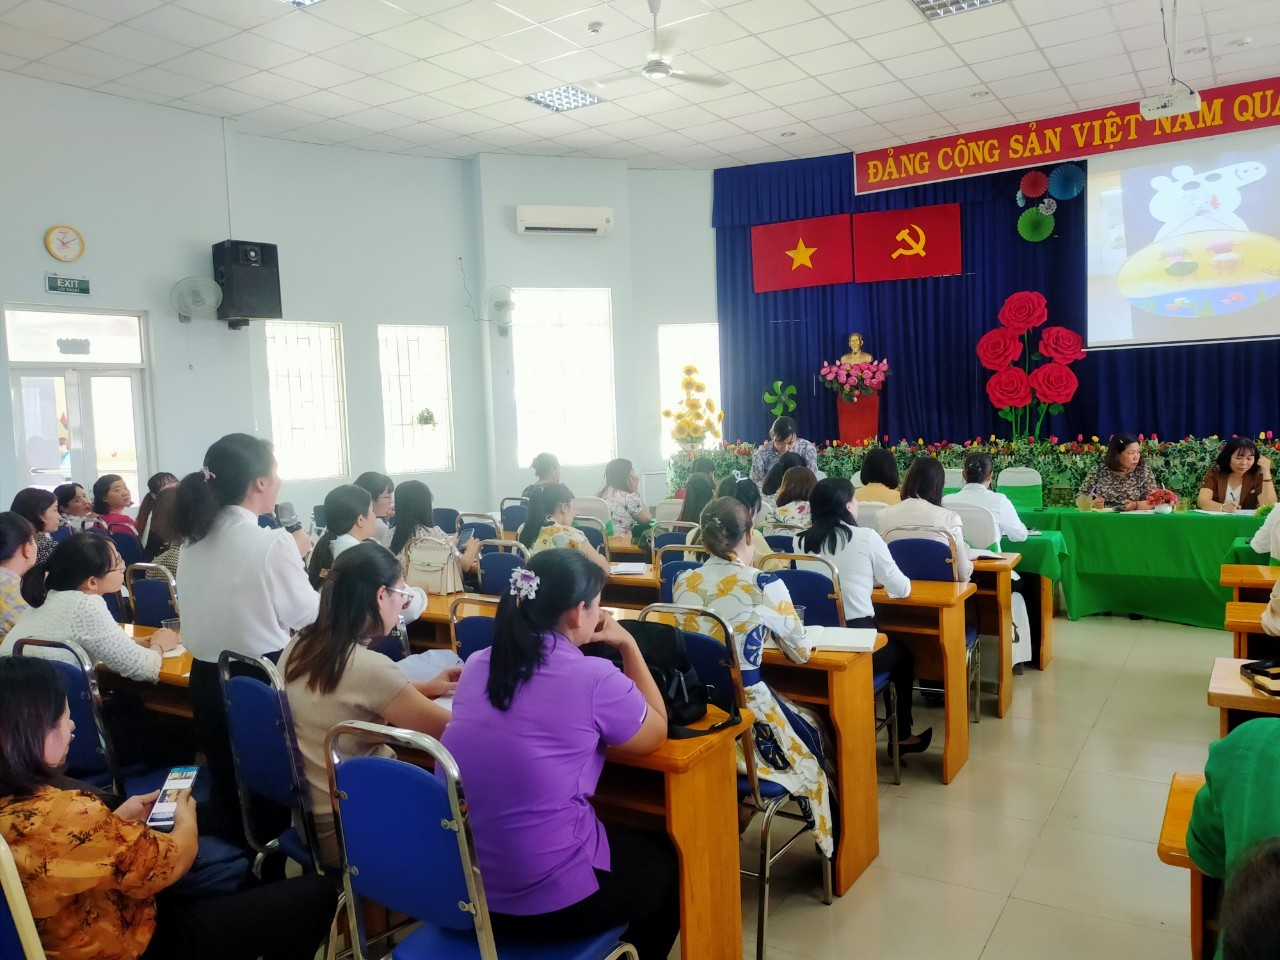 ĐẢNG CỘNG SẢN VIỆT NAM QUA
EXIT